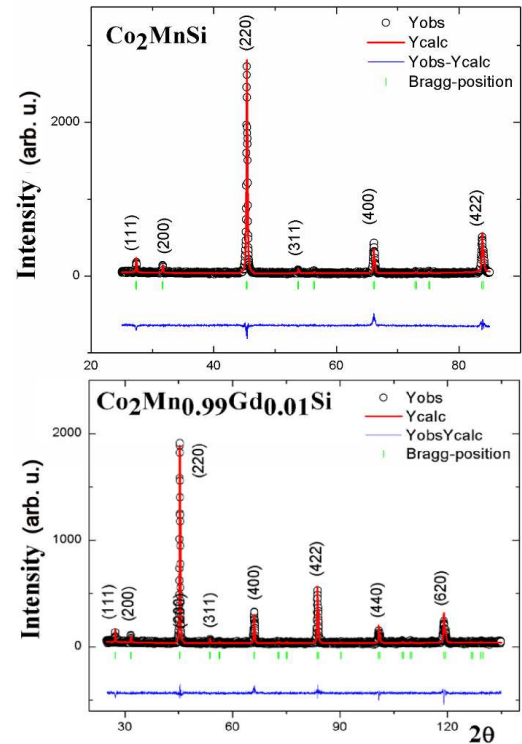 Co2MnSi
Yobs
Ycalc
Yobs-Ycalc
Bragg-position
(111)
(200)
(220)
(311)
(400)
(422)
Intensity (arb. u.)
2000
0
20 40 60 80
Co2Mn0.99Gd0.01Si
Yobs
Ycalc
YobsYcalc
Bragg-position
(111)
(200)
(220)
(311)
(400)
(422)
(440)
(620)
Intensity (arb. u.)
2000
1000
0
25 60 90 120
2θ